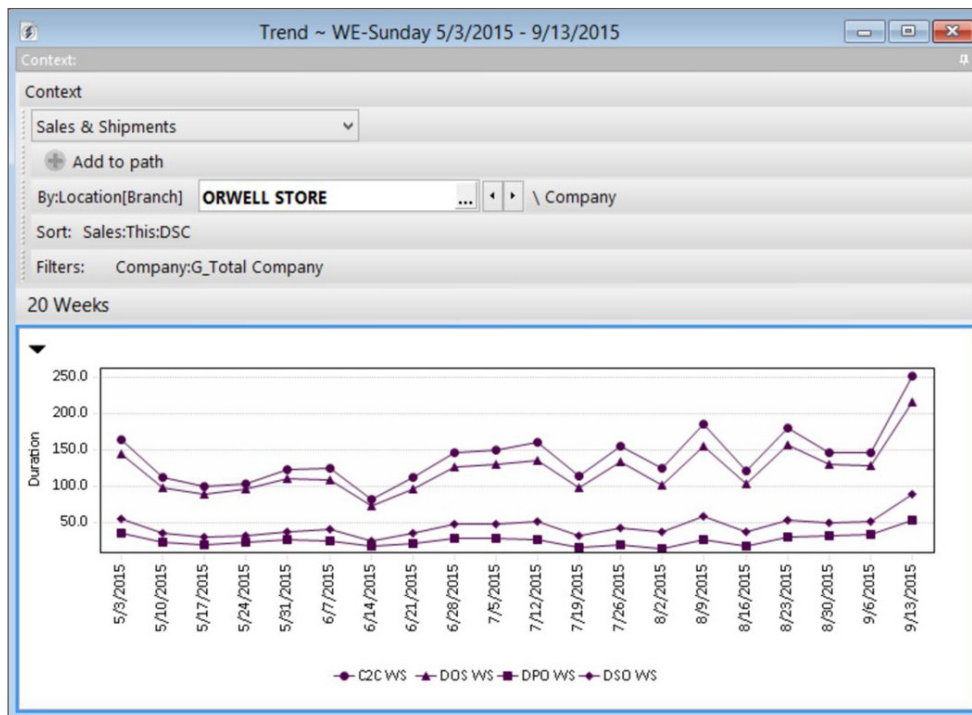 Trend ~ WE-Sunday 5/3/2015 - 9/13/2015
Context:
Context
Sales & Shipments
Add to path
By:Location[Branch] ORWELL STORE ... \ Company
Sort: Sales:This:DSC
Filters: Company:G_Total Company
20 Weeks
250.0
200.0
150.0
100.0
50.0
Duration
5/3/2015 5/10/2015 5/17/2015 5/24/2015 5/31/2015 6/7/2015 6/14/2015 6/21/2015 6/28/2015 7/5/2015 7/12/2015 7/19/2015 7/26/2015 8/2/2015 8/9/2015 8/16/2015 8/23/2015 8/30/2015 9/6/2015 9/13/2015
C2C WS DOS WS DPO WS DSO WS